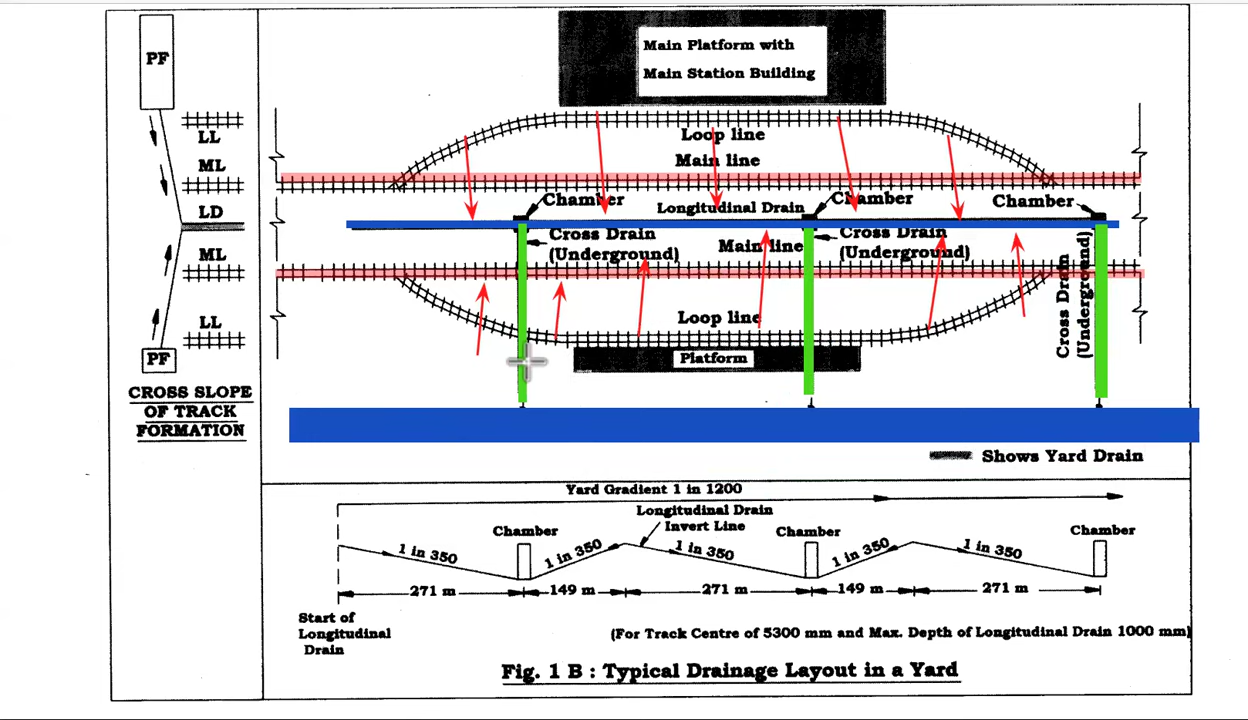 PF
LL
ML
LD
ML
LL
PF
CROSS SLOPE
OF TRACK
FORMATION
Main Platform with
Main Station Building
Loop line
Main line
Chamber
Longitudinal Drain
Chamber
Chamber
Cross Drain
(Underground)
Main line
Cross Drain
(Underground)
Cross Drain
(Underground)
Loop line
Platform
Shows Yard Drain
Yard Gradient 1 in 1200
Longitudinal Drain
Invert Line
Chamber
Chamber
Chamber
1 in 350
1 in 350
1 in 350
1 in 350
1 in 350
271 m
149 m
271 m
149 m
271 m
Start of
Longitudinal
Drain
(For Track Centre of 5300 mm and Max. Depth of Longitudinal Drain 1000 mm)
Fig. 1 B : Typical Drainage Layout in a Yard